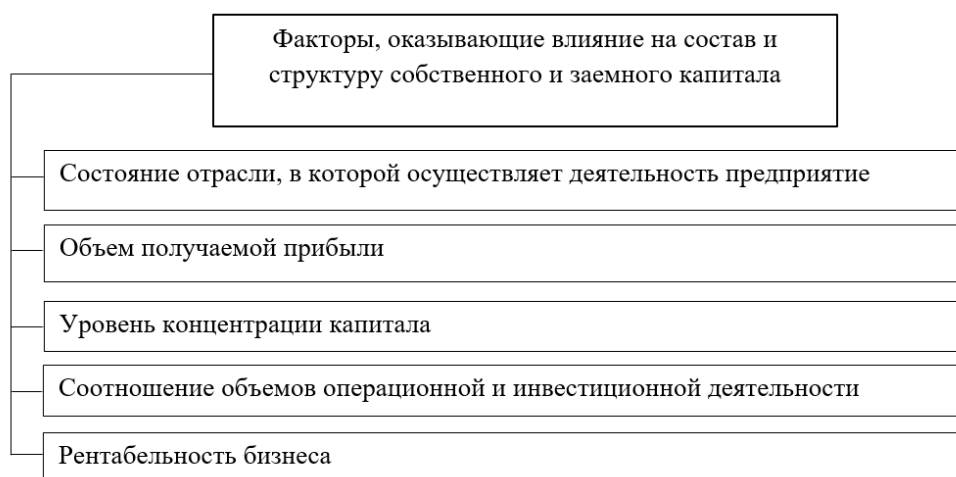 Факторы, оказывающие влияние на состав и
структуру собственного и заемного капитала
Состояние отрасли, в которой осуществляет деятельность предприятие
Объем получаемой прибыли
Уровень концентрации капитала
Соотношение объемов операционной и инвестиционной деятельности
Рентабельность бизнеса